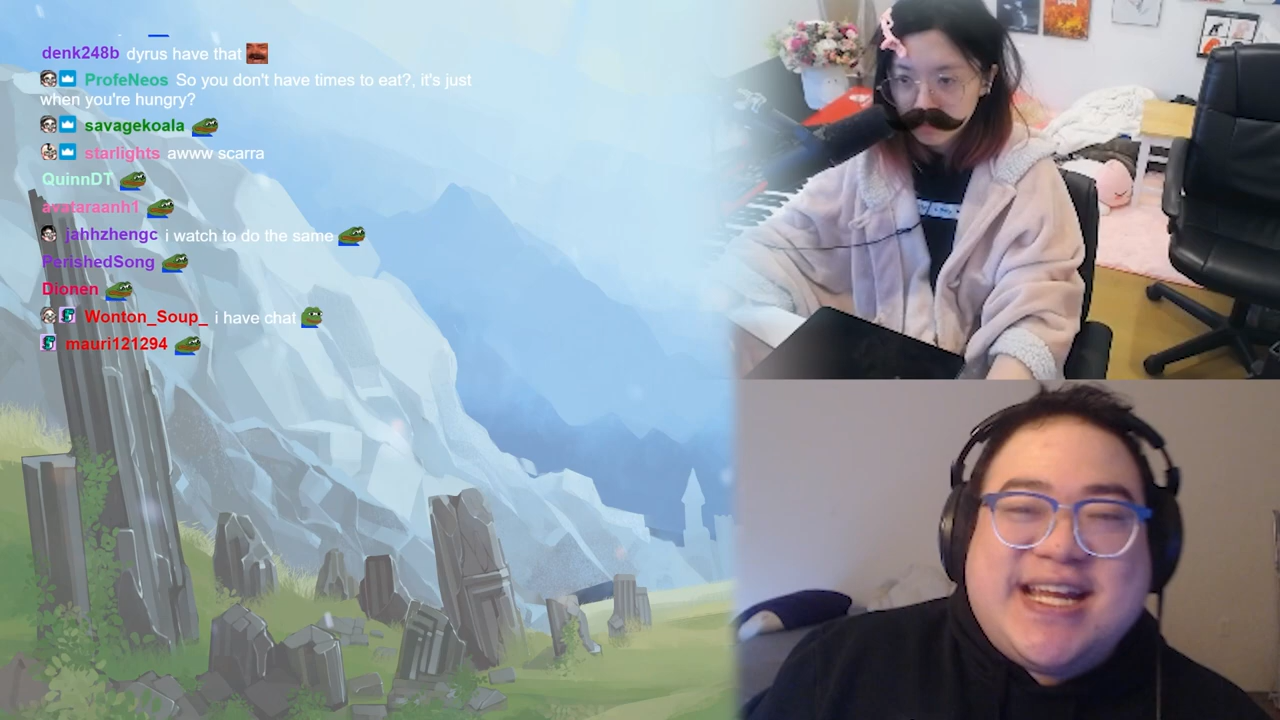 denk248b dyrus have that
ProfeNeos So you don't have times to eat?, it's just
when you're hungry?
savagekoala
starlights awww scarra
QuinnDT
avataraanh1
jahhzhengc i watch to do the same
PerishedSong
Dionen
Wonton_Soup_ i have chat
mauri121294